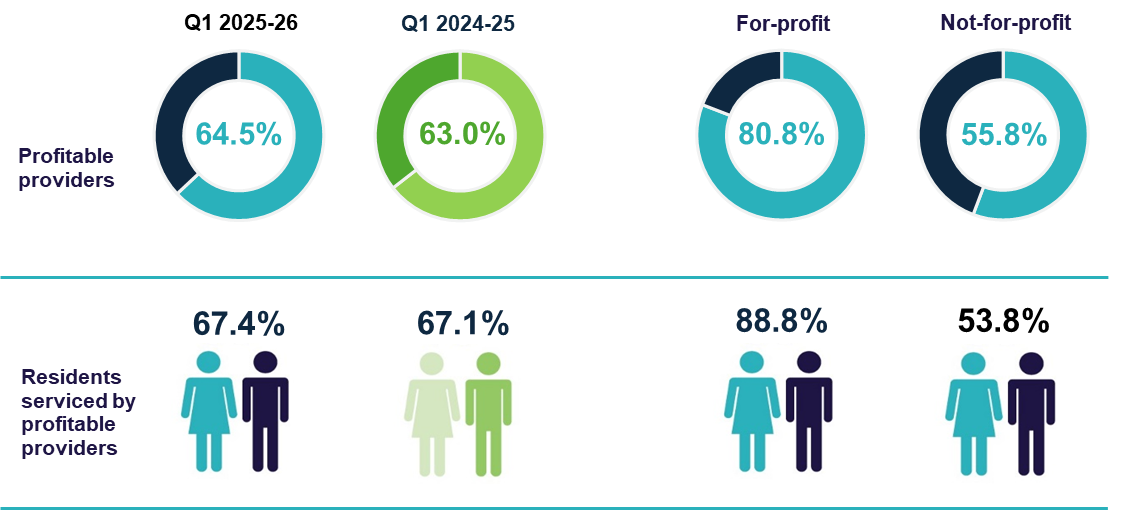 Q1 2025-26
Q1 2024-25
For-profit
Not-for-profit
Profitable
providers
64.5%
63.0%
80.8%
55.8%
67.4%
67.1%
88.8%
53.8%
Residents
serviced by
profitable
providers